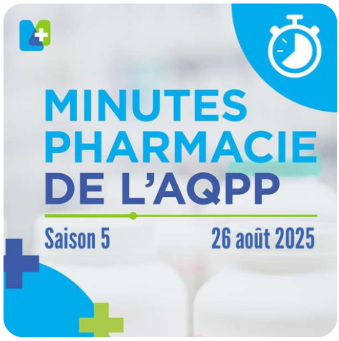 MINUTES
PHARMACIE
DE L'AQPP
Saison 5 26 août 2025